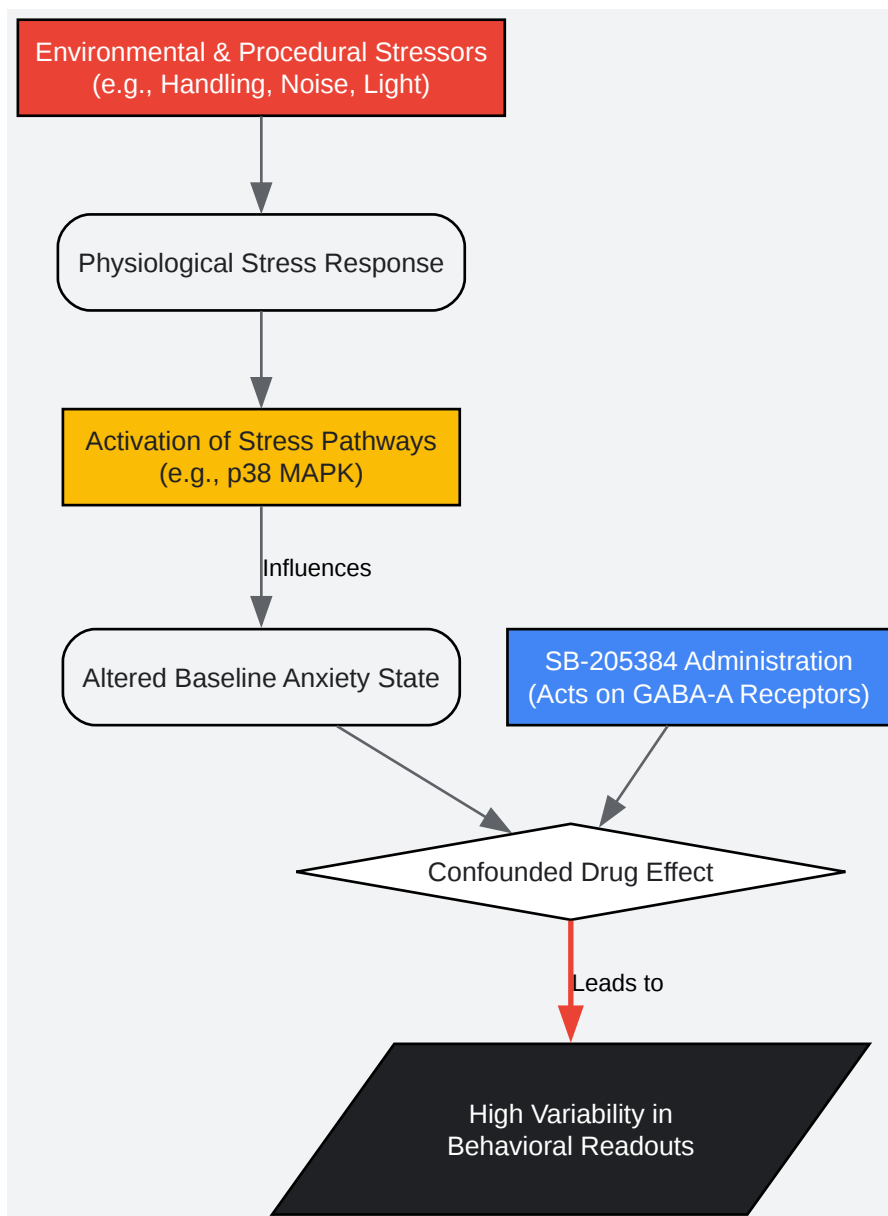 Environmental & Procedural Stressors
(e.g., Handling, Noise, Light)
Physiological Stress Response
Activation of Stress Pathways
(e.g., p38 MAPK)
Influences
Altered Baseline Anxiety State
SB-205384 Administration
(Acts on GABA-A Receptors)
Confounded Drug Effect
Leads to
High Variability in
Behavioral Readouts